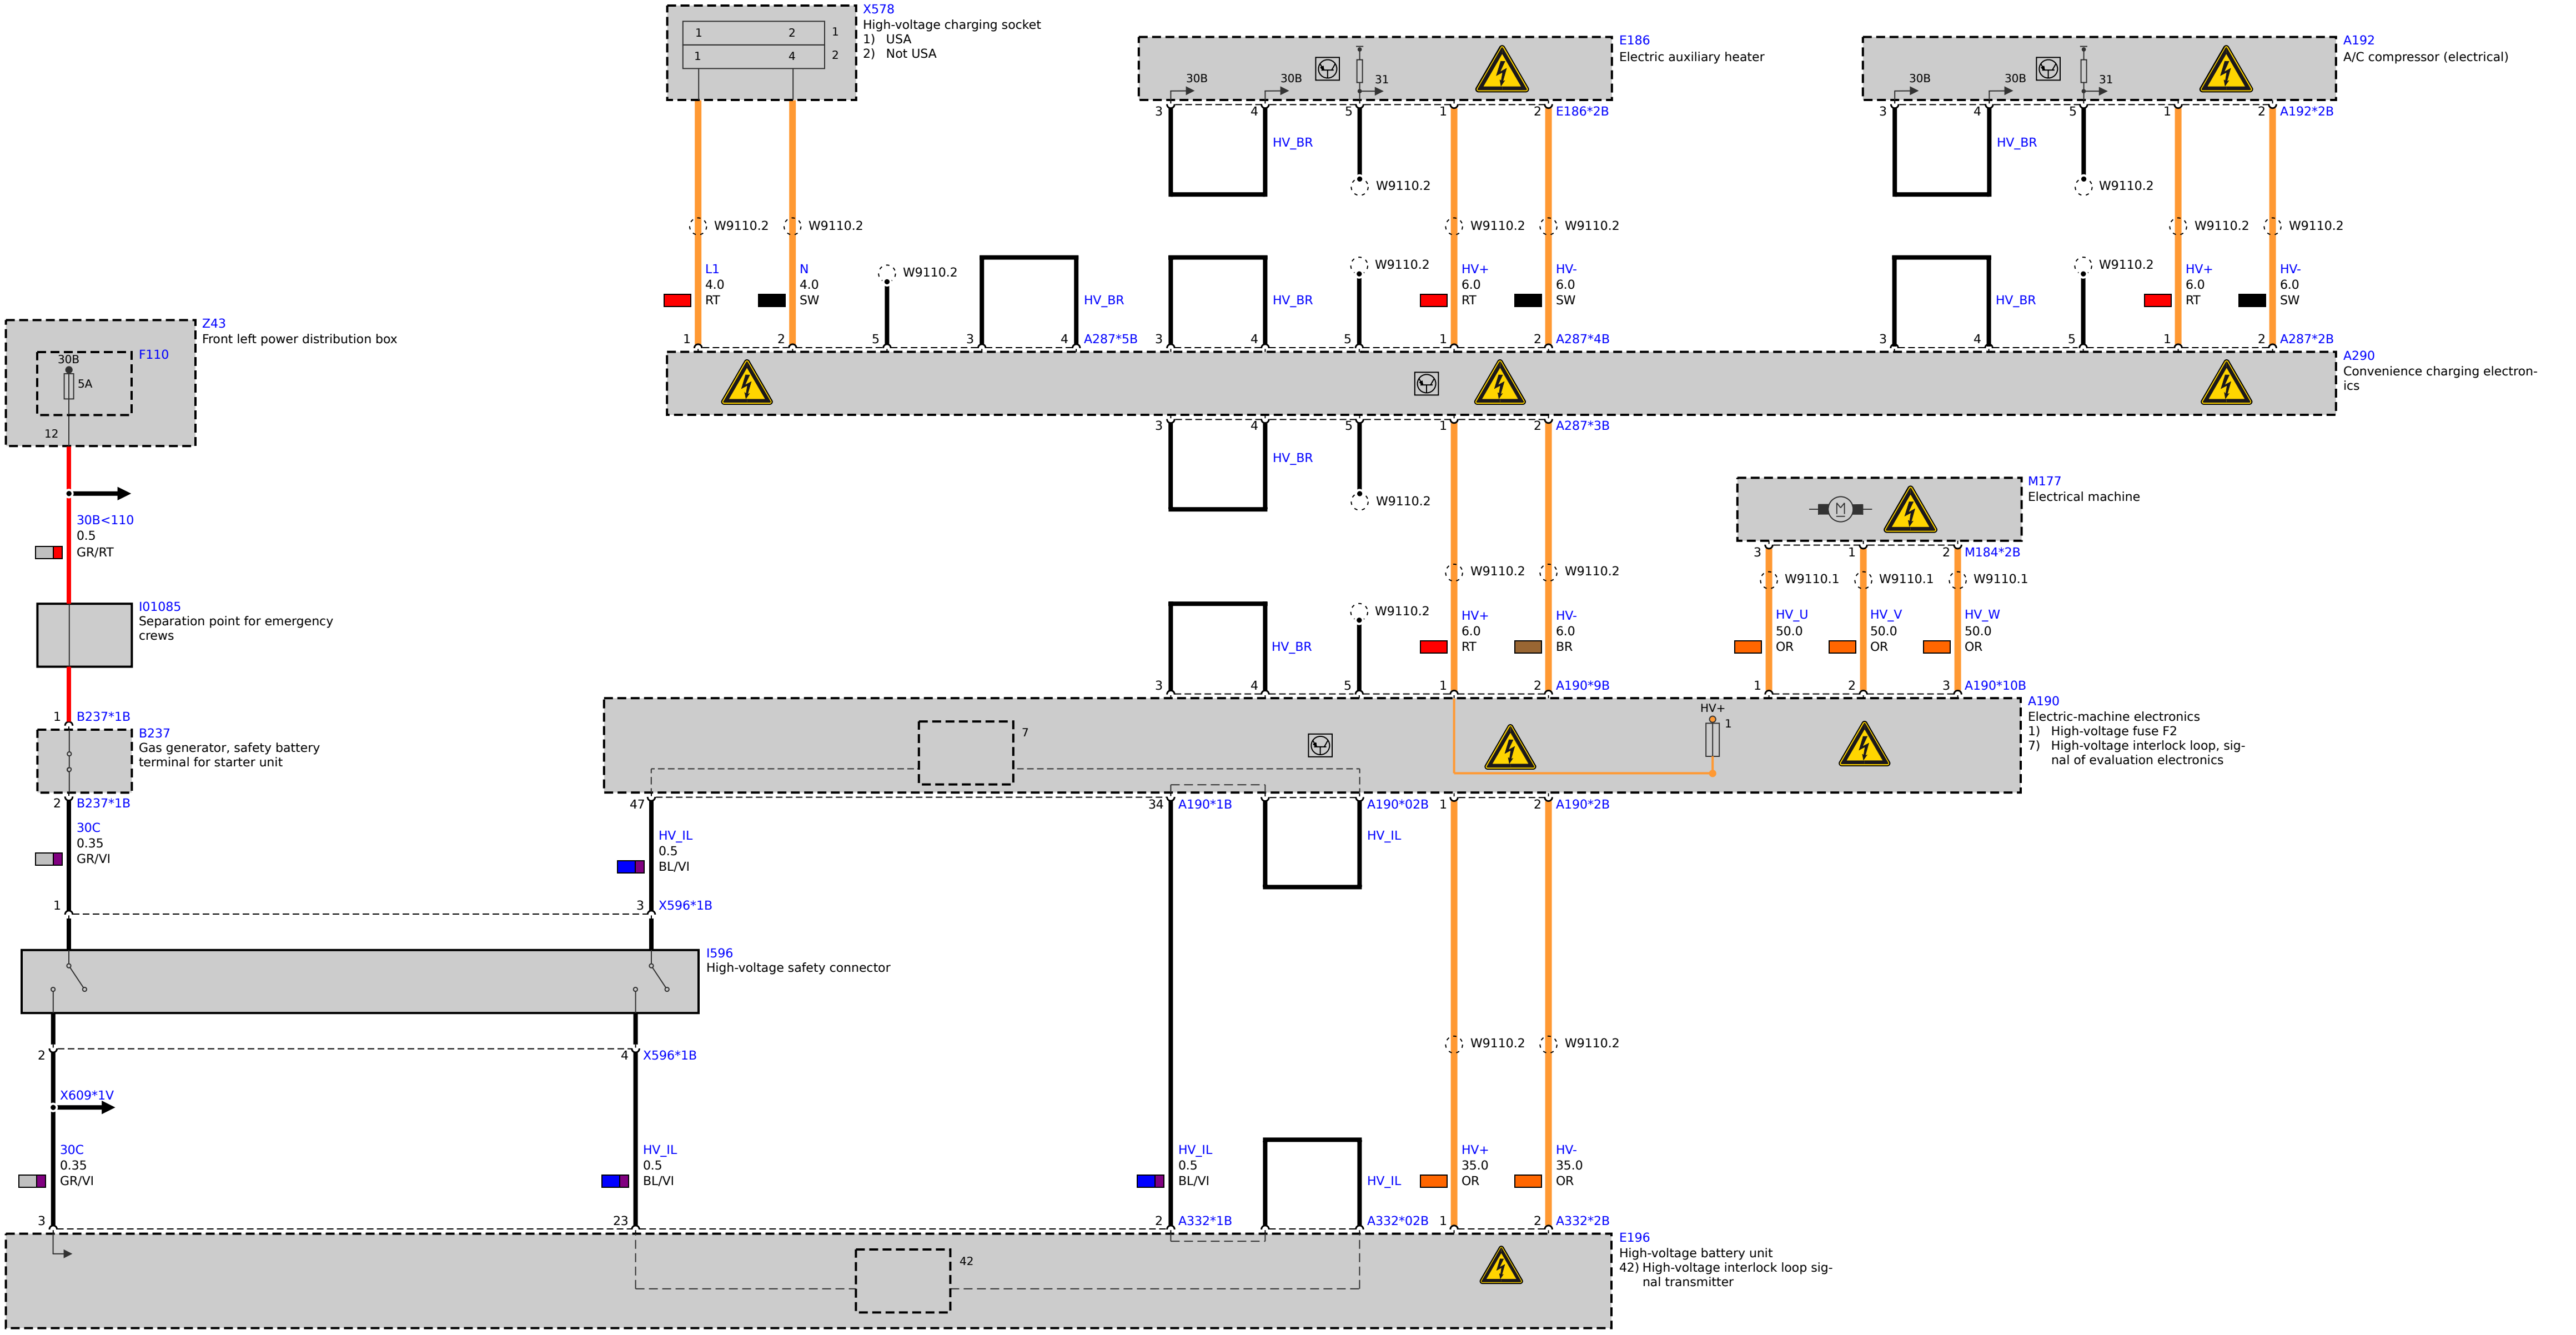 X578
High-voltage charging socket
1) USA
2) Not USA
1 2 1
1 4 2
E186
Electric auxiliary heater
30B 30B 31
3 4 5 1 2 E186*2B
HV_BR
W9110.2
A192
A/C compressor (electrical)
30B 30B 31
3 4 5 1 2 A192*2B
HV_BR
W9110.2
W9110.2 W9110.2 W9110.2 W9110.2 W9110.2 W9110.2
W9110.2 W9110.2 W9110.2
L1
4.0
RT
N
4.0
SW
HV_BR
HV_BR
HV+
6.0
RT
HV-
6.0
SW
HV_BR
HV+
6.0
RT
HV-
6.0
SW
1 2 5 3 4 A287*5B
3 4 5 1 2 A287*4B
3 4 5 1 2 A287*2B
Z43
Front left power distribution box
30B F110
5A
12
A290
Convenience charging electron-
ics
3 4 5 1 2 A287*3B
HV_BR
W9110.2
30B<110
0.5
GR/RT
M177
Electrical machine
M
3 1 2 M184*2B
W9110.2 W9110.2
W9110.1 W9110.1 W9110.1
I01085
Separation point for emergency
crews
W9110.2
HV_BR
HV+
6.0
RT
HV-
6.0
BR
HV_U
50.0
OR
HV_V
50.0
OR
HV_W
50.0
OR
3 4 5 1 2 A190*9B
1 2 3 A190*10B
1 B237*1B
B237
Gas generator, safety battery
terminal for starter unit
2 B237*1B
A190
Electric-machine electronics
1) High-voltage fuse F2
7) High-voltage interlock loop, sig-
nal of evaluation electronics
7
HV+
1
47 34 A190*1B A190*02B 1 2 A190*2B
30C
0.35
GR/VI
HV_IL
0.5
BL/VI
HV_IL
1 3 X596*1B
I596
High-voltage safety connector
2 4 X596*1B
W9110.2 W9110.2
X609*1V
30C
0.35
GR/VI
HV_IL
0.5
BL/VI
HV_IL
0.5
BL/VI
HV_IL
HV+
35.0
OR
HV-
35.0
OR
3 23 2 A332*1B A332*02B 1 2 A332*2B
E196
High-voltage battery unit
42) High-voltage interlock loop sig-
nal transmitter
42